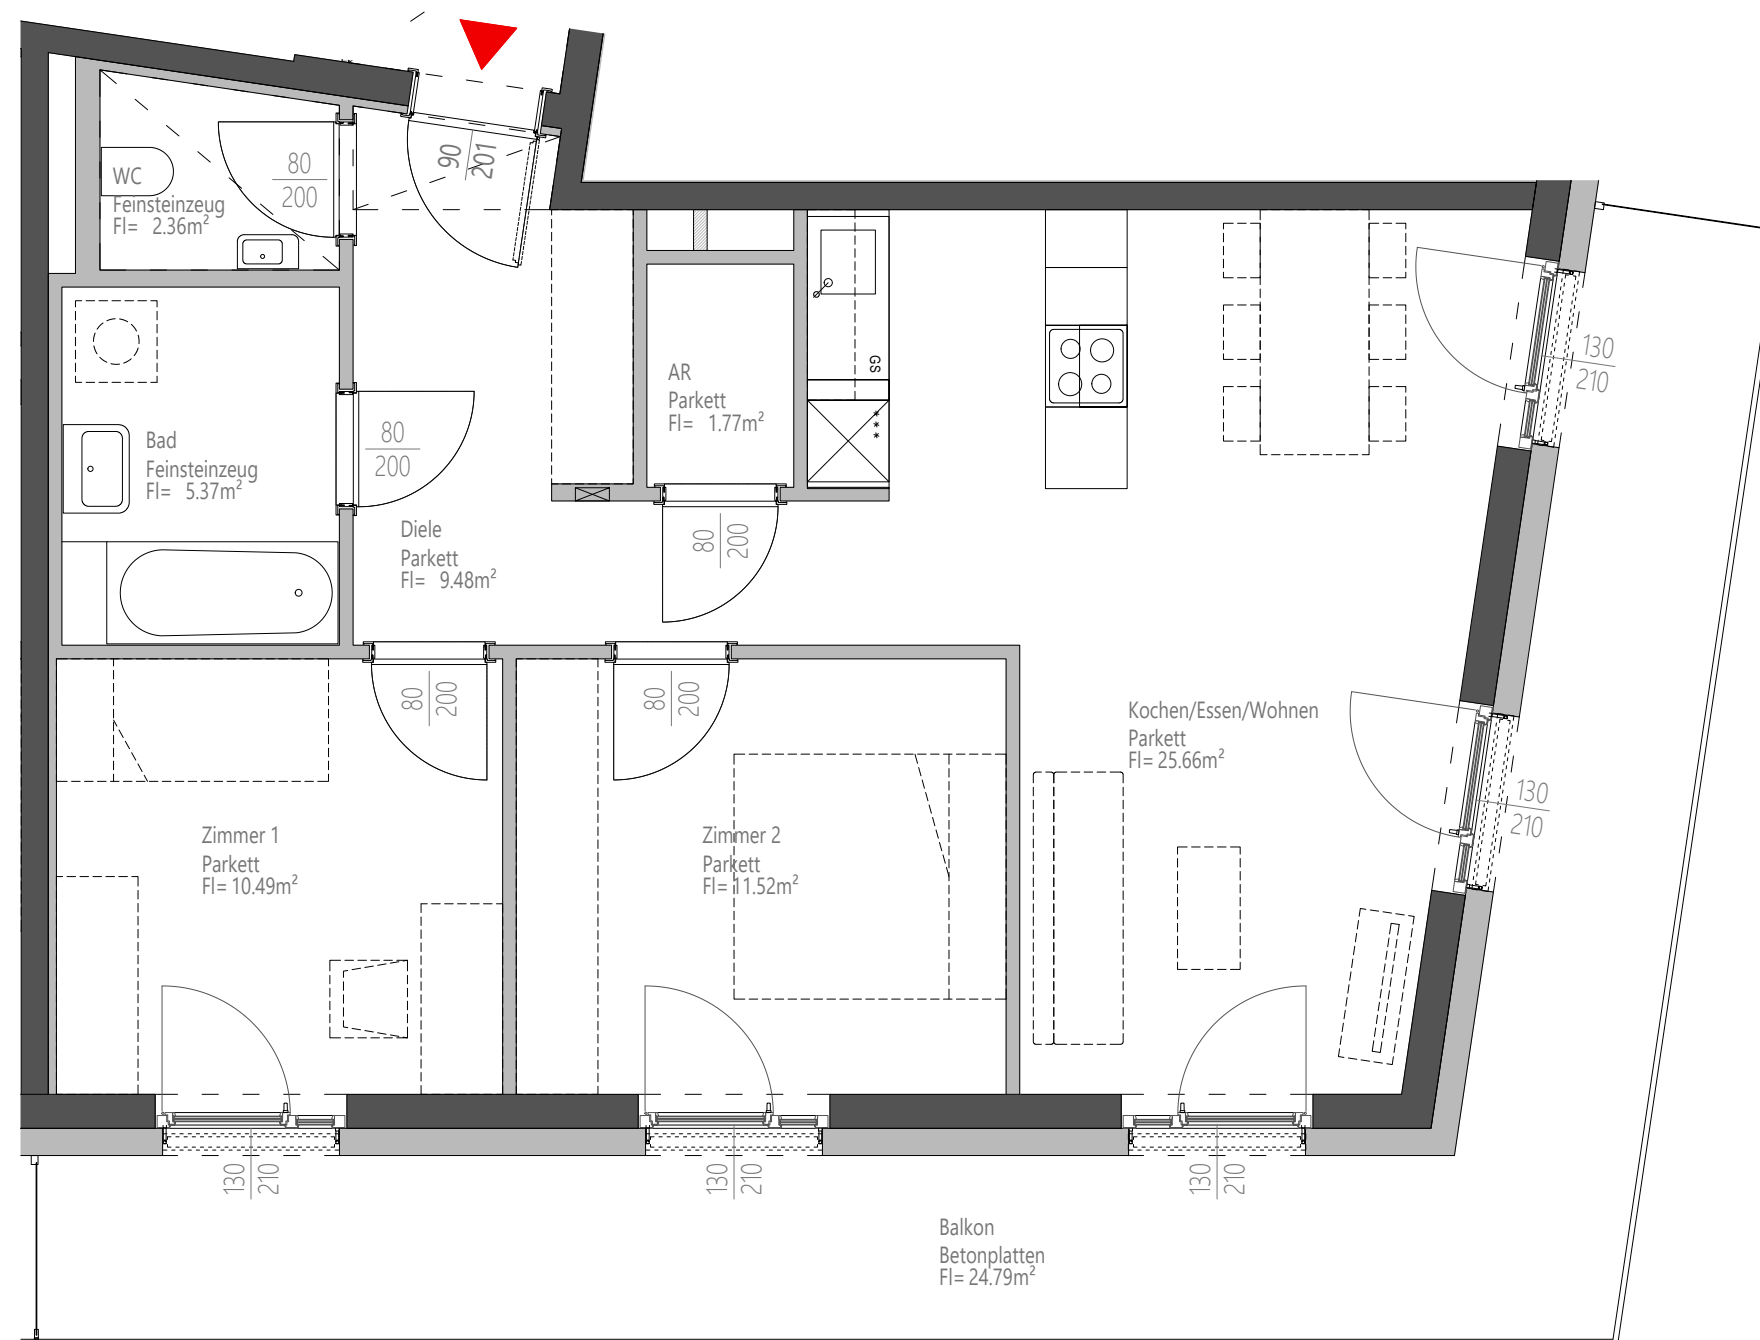 90
201
WC
Feinsteinzeug
Fl= 2.36m²
80
200
AR
Parkett
Fl= 1.77m²
GS
***
130
210
Bad
Feinsteinzeug
Fl= 5.37m²
80
200
Diele
Parkett
Fl= 9.48m²
80
200
80
200
80
200
Kochen/Essen/Wohnen
Parkett
Fl= 25.66m²
130
210
Zimmer 1
Parkett
Fl= 10.49m²
Zimmer 2
Parkett
Fl= 11.52m²
130
210
130
210
130
210
Balkon
Betonplatten
Fl= 24.79m²